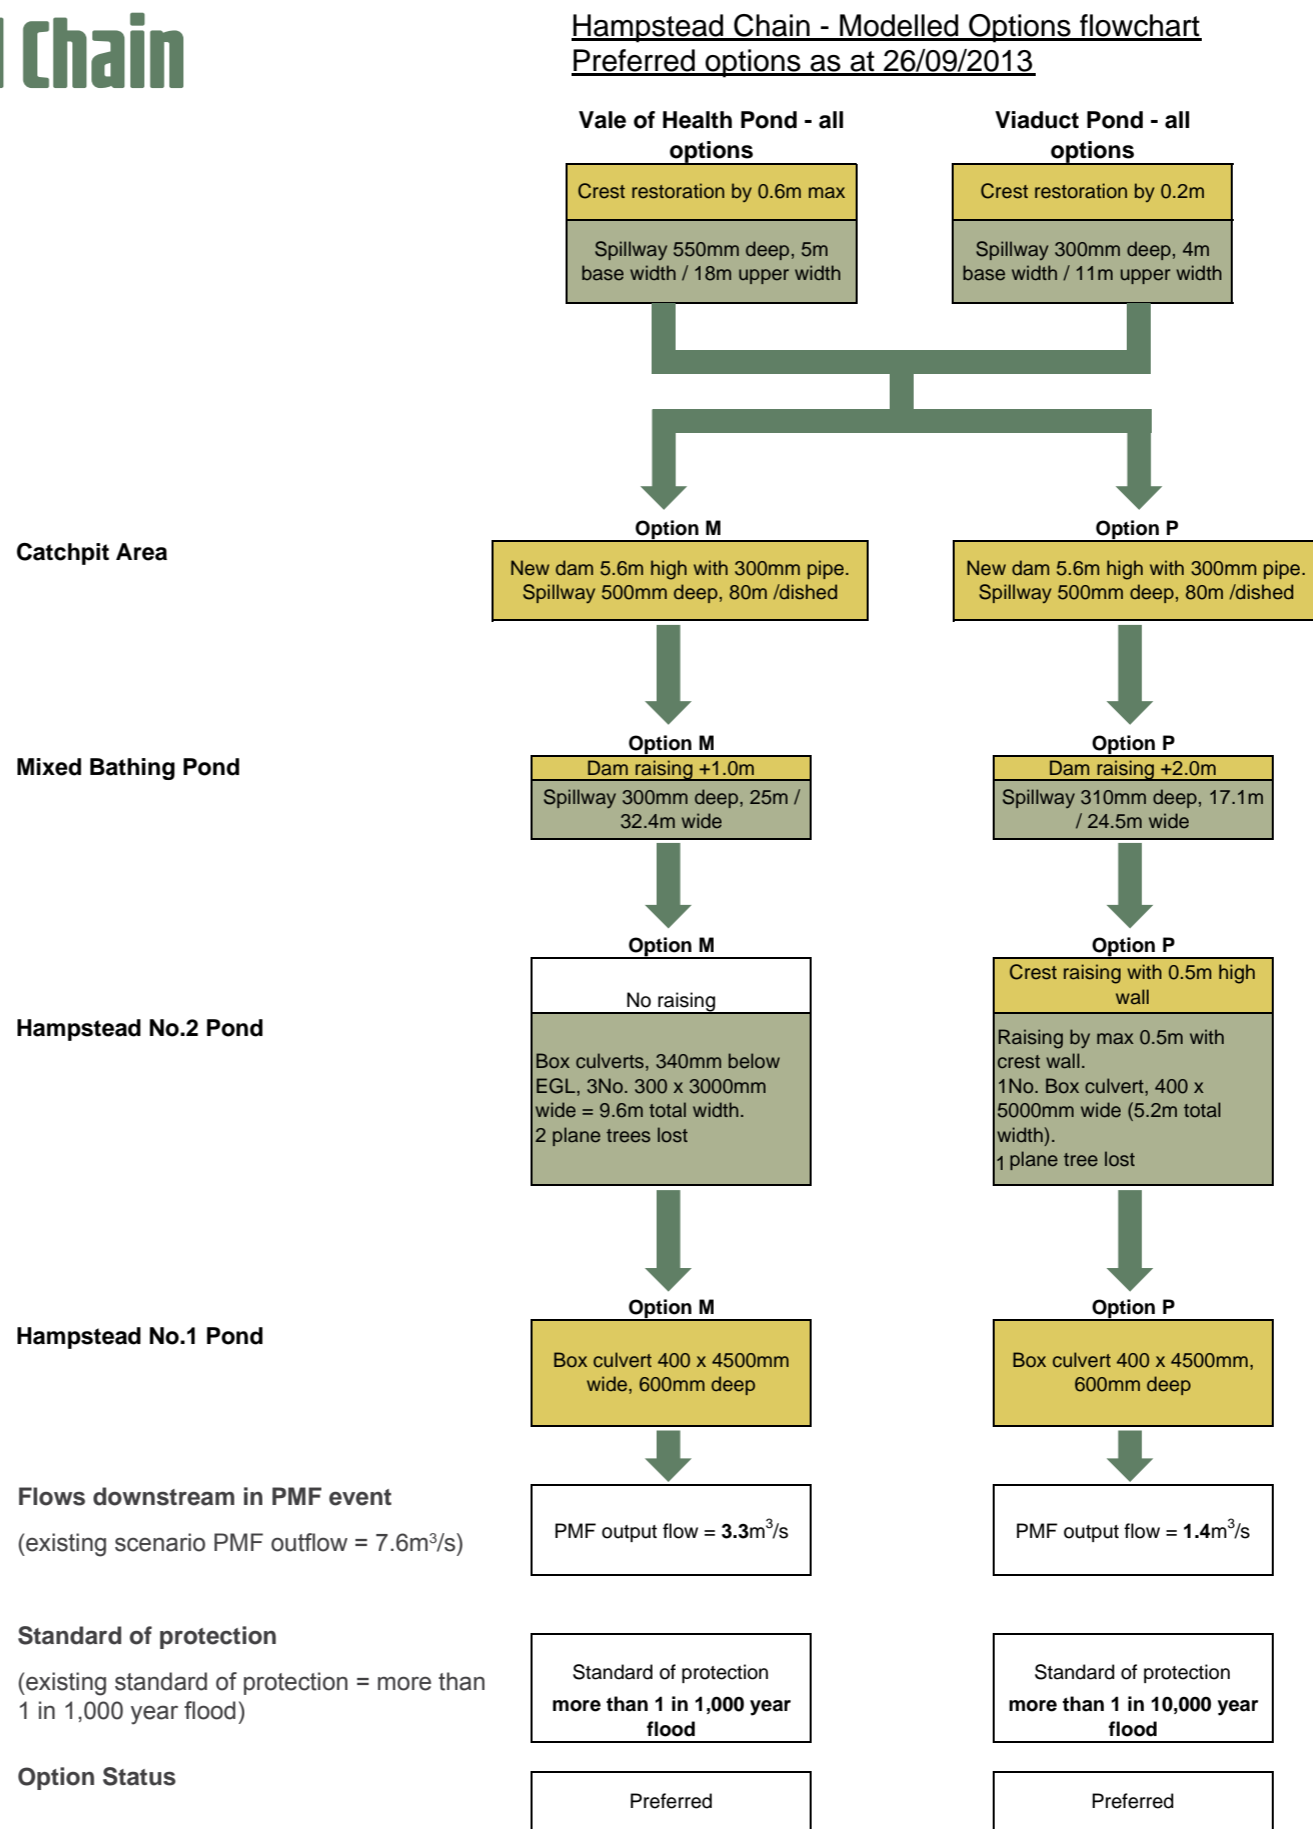 Chain
Hampstead Chain - Modelled Options flowchart
Preferred options as at 26/09/2013
Vale of Health Pond - all
options
Crest restoration by 0.6m max
Spillway 550mm deep, 5m
base width / 18m upper width
Viaduct Pond - all
options
Crest restoration by 0.2m
Spillway 300mm deep, 4m
base width / 11m upper width
Catchpit Area
Option M
New dam 5.6m high with 300mm pipe.
Spillway 500mm deep, 80m /dished
Option P
New dam 5.6m high with 300mm pipe.
Spillway 500mm deep, 80m /dished
Mixed Bathing Pond
Option M
Dam raising +1.0m
Spillway 300mm deep, 25m /
32.4m wide
Option P
Dam raising +2.0m
Spillway 310mm deep, 17.1m
/ 24.5m wide
Hampstead No.2 Pond
Option M
No raising
Box culverts, 340mm below
EGL, 3No. 300 x 3000mm
wide = 9.6m total width.
2 plane trees lost
Option P
Crest raising with 0.5m high
wall
Raising by max 0.5m with
crest wall.
1No. Box culvert, 400 x
5000mm wide (5.2m total
width).
1 plane tree lost
Hampstead No.1 Pond
Option M
Box culvert 400 x 4500mm
wide, 600mm deep
Option P
Box culvert 400 x 4500mm,
600mm deep
Flows downstream in PMF event
(existing scenario PMF outflow = 7.6m³/s)
PMF output flow = 3.3m³/s
PMF output flow = 1.4m³/s
Standard of protection
(existing standard of protection = more than
1 in 1,000 year flood)
Standard of protection
more than 1 in 1,000 year
flood
Standard of protection
more than 1 in 10,000 year
flood
Option Status
Preferred
Preferred